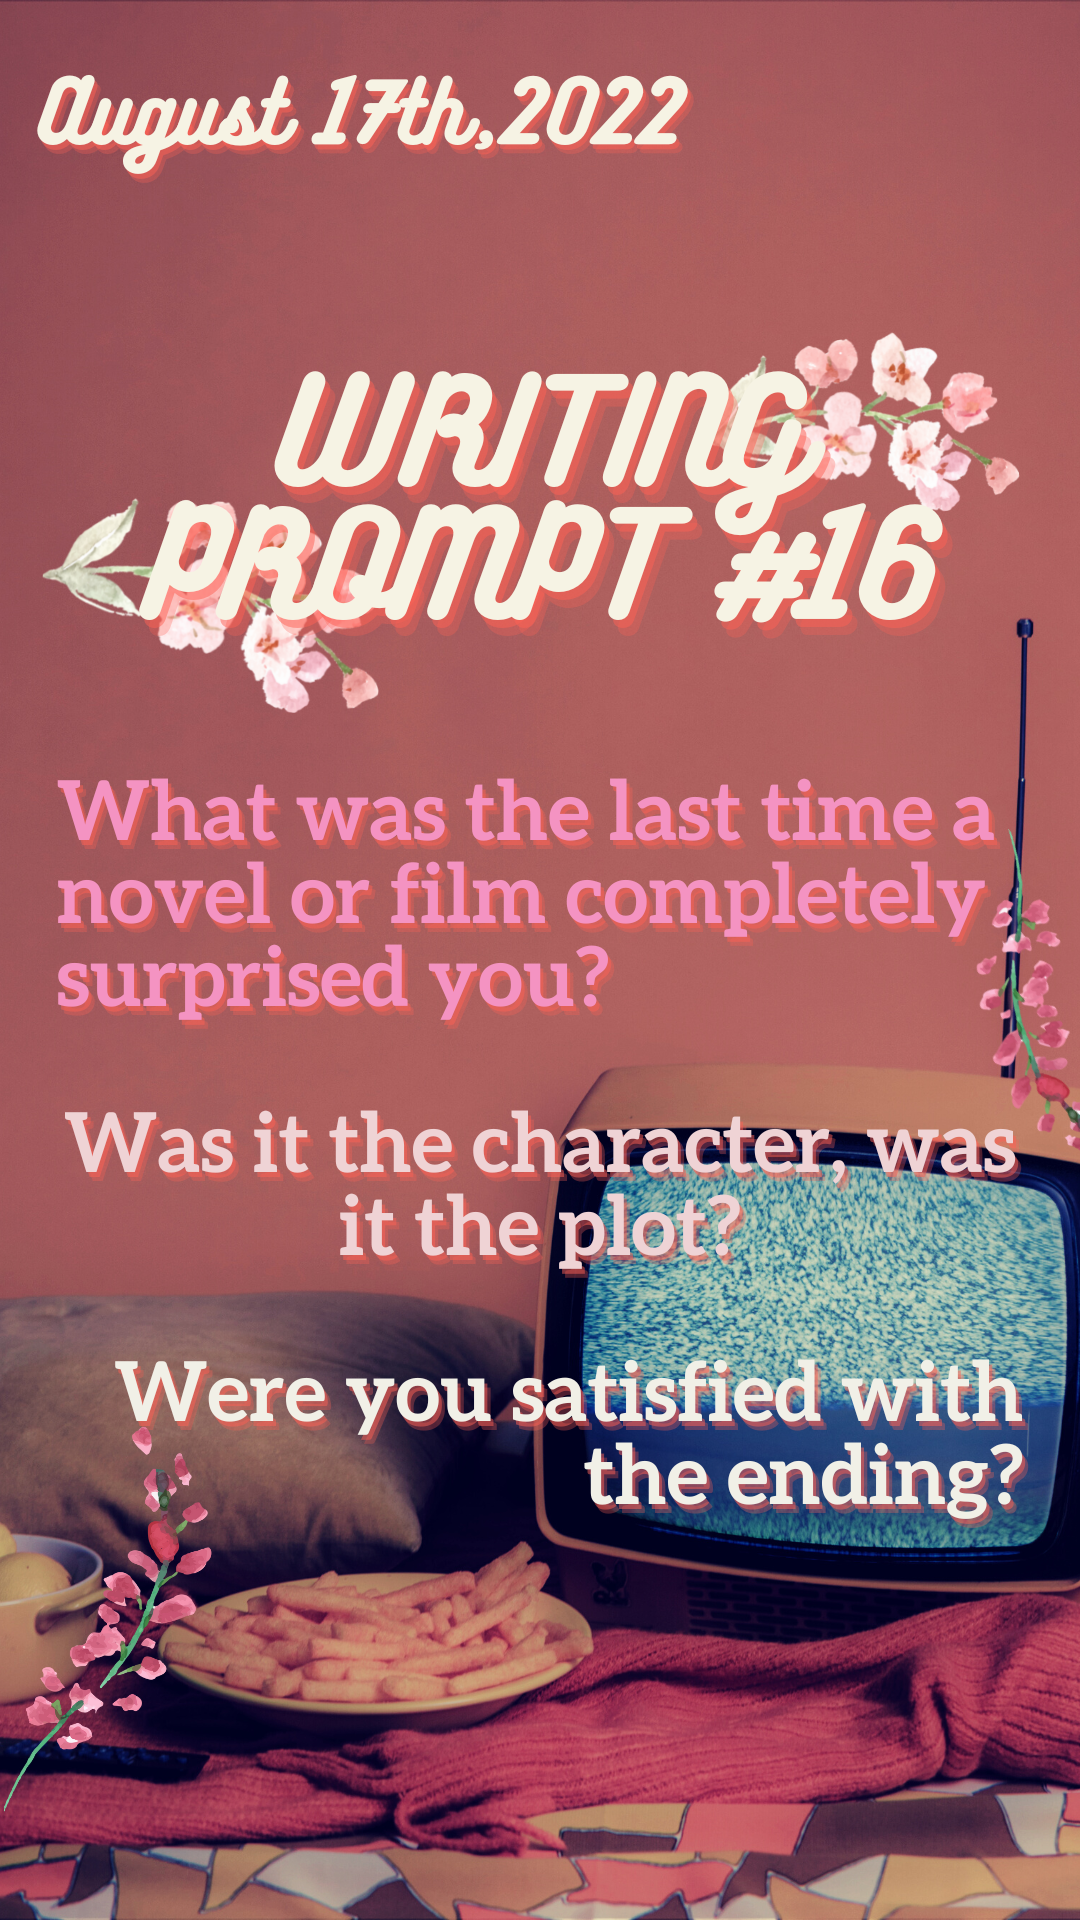 August 17th,2022
WRITING
PROMPT #16
What was the last time a
novel or film completely
surprised you?
Was it the character, was
it the plot?
Were you satisfied with
the ending?